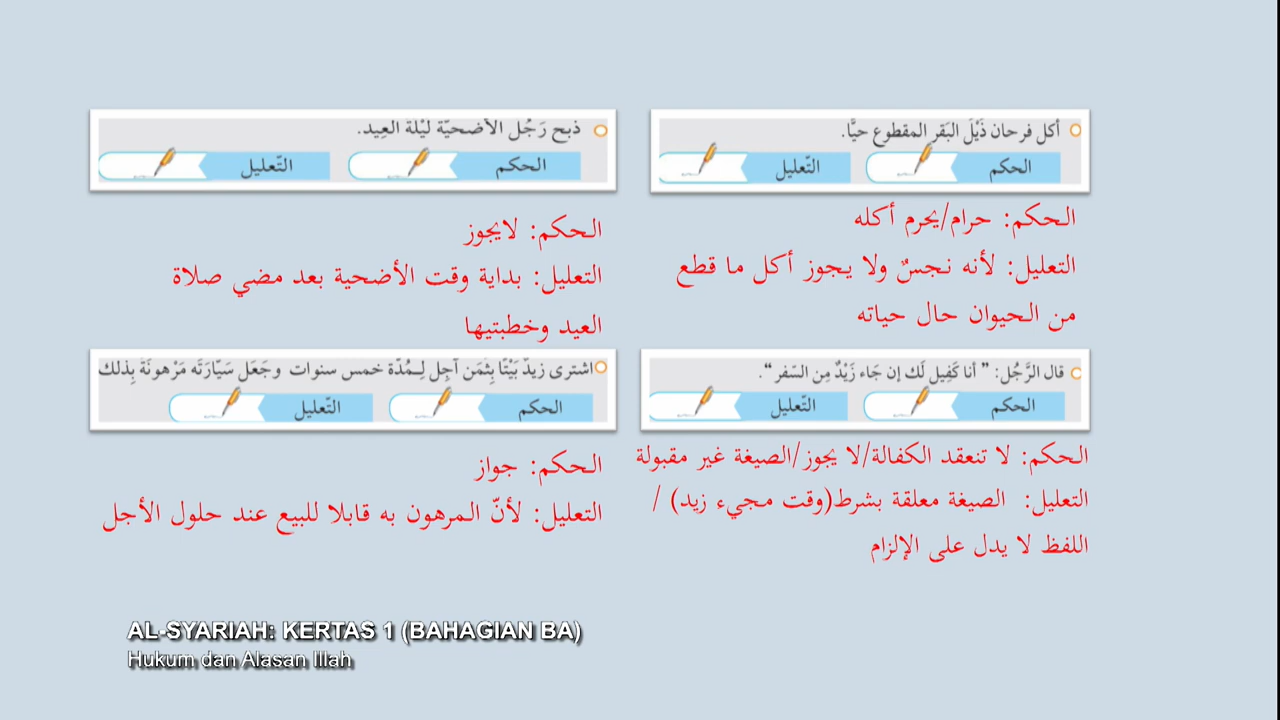 أكل فرحان ذَيْلَ البَقر المقطوع حيًّا.
الحكم
التّعليل
الحكم: حرام/يحرم أكله
التعليل: لأنه نجسٌ ولا يجوز أكل ما قطع
من الحيوان حال حياته
ذبح رَجُل الأضحيّة ليْلة العِيد.
الحكم
التّعليل
الحكم: لايجوز
التعليل: بداية وقت الأضحية بعد مضي صلاة
العيد وخطبتيها
قال الرَّجُل: " أنا كَفِيل لَك إن جَاء زَيْدٌ مِن السّفر".
الحكم
التّعليل
الحكم: لا تنعقد الكفالة/لا يجوز/الصيغة غير مقبولة
التعليل: الصيغة معلقة بشرط(وقت مجيء زيد) /
اللفظ لا يدل على الإلزام
اشترى زيدٌ بَيْتًا بِثْمَن آجِل لِـمُدّة خمس سنوات وجَعَل سَيّارَتَه مَرْهونَةً بِذلك
الحكم
التّعليل
الحكم: جواز
التعليل: لأنّ المرهون به قابلا للبيع عند حلول الأجل
AL-SYARIAH: KERTAS 1 (BAHAGIAN BA)
Hukum dan Alasan Illah